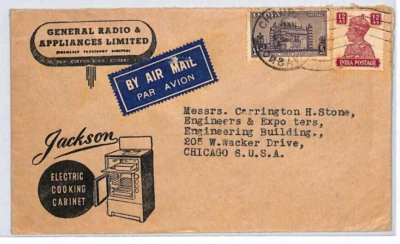 GENERAL RADIO &
APPLIANCES LIMITED
BY AIR MAIL
PAR AVION
INDIA POSTAGE
Messrs. Carrington H.Stone,
Engineers & Expo ters,
Engineering Building.,
205 W.Wacker Drive,
CHICAGO 6.U.S.A.
Jackson
ELECTRIC
COOKING
CABINET